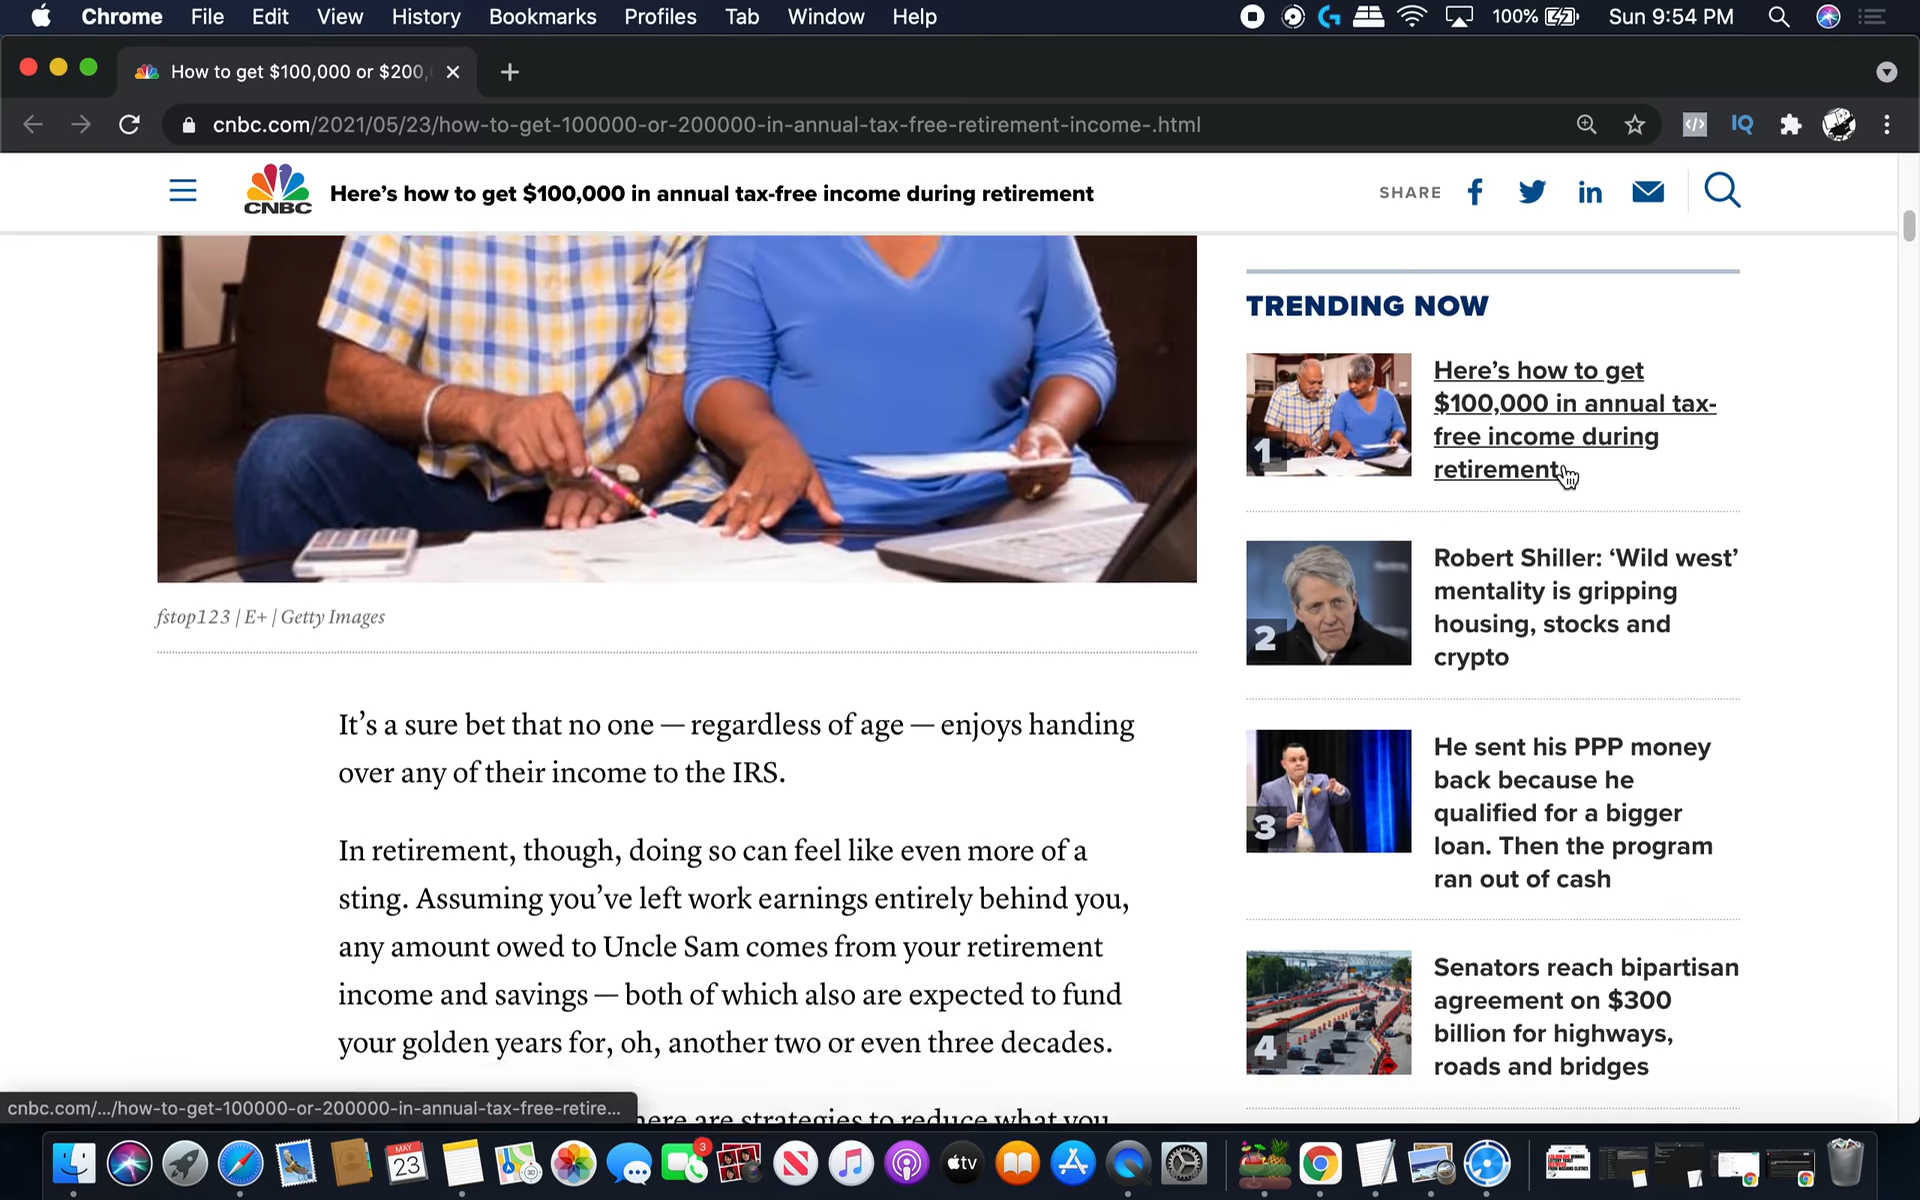 Chrome File Edit View History Bookmarks Profiles Tab Window Help
100% Sun 9:54 PM
How to get $100,000 or $200,
cnbc.com/2021/05/23/how-to-get-100000-or-200000-in-annual-tax-free-retirement-income-.html
IQ
CNBC
Here’s how to get $100,000 in annual tax-free income during retirement
SHARE
fstop123 | E+ | Getty Images
It’s a sure bet that no one — regardless of age — enjoys handing
over any of their income to the IRS.
In retirement, though, doing so can feel like even more of a
sting. Assuming you’ve left work earnings entirely behind you,
any amount owed to Uncle Sam comes from your retirement
income and savings — both of which also are expected to fund
your golden years for, oh, another two or even three decades.
here are strategies to reduce what you
TRENDING NOW
1
Here’s how to get
$100,000 in annual tax-
free income during
retirement
2
Robert Shiller: ‘Wild west’
mentality is gripping
housing, stocks and
crypto
3
He sent his PPP money
back because he
qualified for a bigger
loan. Then the program
ran out of cash
4
Senators reach bipartisan
agreement on $300
billion for highways,
roads and bridges
cnbc.com/.../how-to-get-100000-or-200000-in-annual-tax-free-retire...
MAY
23
3D
3
tv